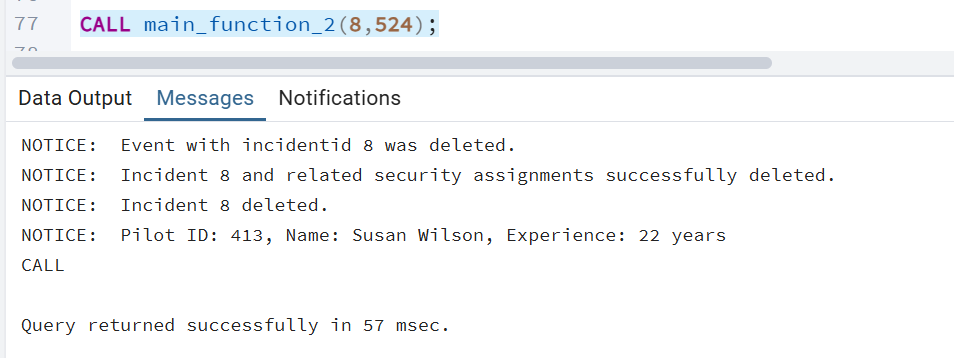 77 CALL main_function_2(8,524);
Data Output Messages Notifications
NOTICE:  Event with incidentid 8 was deleted.
NOTICE:  Incident 8 and related security assignments successfully deleted.
NOTICE:  Incident 8 deleted.
NOTICE:  Pilot ID: 413, Name: Susan Wilson, Experience: 22 years
CALL
Query returned successfully in 57 msec.